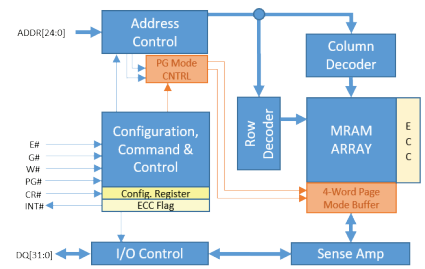 ADDR[24:0]
Address
Control
PG Mode
CNTRL
Column
Decoder
Row
Decoder
MRAM
ARRAY
E
C
C
Configuration,
Command &
Control
E#
G#
W#
PG#
CR#
INT#
Config. Register
ECC Flag
4-Word Page
Mode Buffer
DQ[31:0]
I/O Control
Sense Amp